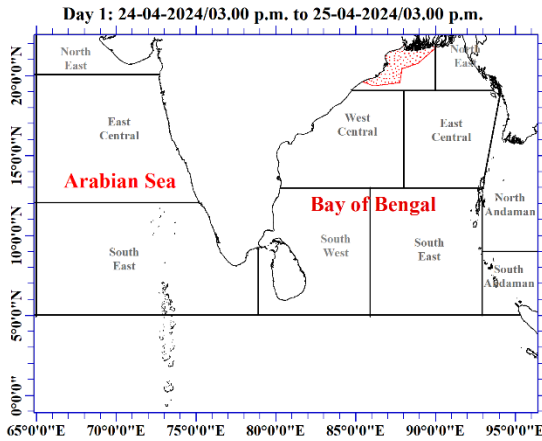 Day 1: 24-04-2024/03.00 p.m. to 25-04-2024/03.00 p.m.
North
East
North
East
20°0'0"N
East
Central
West
Central
East
Central
15°0'0"N
Arabian Sea
Bay of Bengal
North
Andaman
10°0'0"N
South
East
South
West
South
East
South
Andaman
5°0'0"N
0°0'0"
65°0'0"E
70°0'0"E
75°0'0"E
80°0'0"E
85°0'0"E
90°0'0"E
95°0'0"E